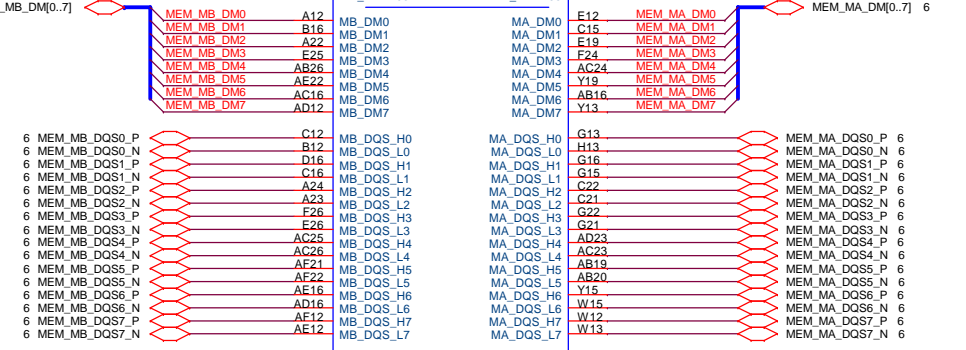 _MB_DM[0..7] MEM_MA_DM[0..7] 6
MEM_MB_DM0 A12 MB_DM0 MA_DM0 E12 MEM_MA_DM0
MEM_MB_DM1 B16 MB_DM1 MA_DM1 C15 MEM_MA_DM1
MEM_MB_DM2 A22 MB_DM2 MA_DM2 E19 MEM_MA_DM2
MEM_MB_DM3 E25 MB_DM3 MA_DM3 F24 MEM_MA_DM3
MEM_MB_DM4 AB26 MB_DM4 MA_DM4 AC24 MEM_MA_DM4
MEM_MB_DM5 AE22 MB_DM5 MA_DM5 Y19 MEM_MA_DM5
MEM_MB_DM6 AC16 MB_DM6 MA_DM6 AB16 MEM_MA_DM6
MEM_MB_DM7 AD12 MB_DM7 MA_DM7 Y13 MEM_MA_DM7
6 MEM_MB_DQS0_P C12 MB_DQS_H0 MA_DQS_H0 G13 MEM_MA_DQS0_P 6
6 MEM_MB_DQS0_N B12 MB_DQS_L0 MA_DQS_L0 H13 MEM_MA_DQS0_N 6
6 MEM_MB_DQS1_P D16 MB_DQS_H1 MA_DQS_H1 G16 MEM_MA_DQS1_P 6
6 MEM_MB_DQS1_N C16 MB_DQS_L1 MA_DQS_L1 G15 MEM_MA_DQS1_N 6
6 MEM_MB_DQS2_P A24 MB_DQS_H2 MA_DQS_H2 C22 MEM_MA_DQS2_P 6
6 MEM_MB_DQS2_N A23 MB_DQS_L2 MA_DQS_L2 C21 MEM_MA_DQS2_N 6
6 MEM_MB_DQS3_P F26 MB_DQS_H3 MA_DQS_H3 G22 MEM_MA_DQS3_P 6
6 MEM_MB_DQS3_N E26 MB_DQS_L3 MA_DQS_L3 G21 MEM_MA_DQS3_N 6
6 MEM_MB_DQS4_P AC25 MB_DQS_H4 MA_DQS_H4 AD23 MEM_MA_DQS4_P 6
6 MEM_MB_DQS4_N AC26 MB_DQS_L4 MA_DQS_L4 AC23 MEM_MA_DQS4_N 6
6 MEM_MB_DQS5_P AF21 MB_DQS_H5 MA_DQS_H5 AB19 MEM_MA_DQS5_P 6
6 MEM_MB_DQS5_N AF22 MB_DQS_L5 MA_DQS_L5 AB20 MEM_MA_DQS5_N 6
6 MEM_MB_DQS6_P AE16 MB_DQS_H6 MA_DQS_H6 Y15 MEM_MA_DQS6_P 6
6 MEM_MB_DQS6_N AD16 MB_DQS_L6 MA_DQS_L6 W15 MEM_MA_DQS6_N 6
6 MEM_MB_DQS7_P AF12 MB_DQS_H7 MA_DQS_H7 W12 MEM_MA_DQS7_P 6
6 MEM_MB_DQS7_N AE12 MB_DQS_L7 MA_DQS_L7 W13 MEM_MA_DQS7_N 6